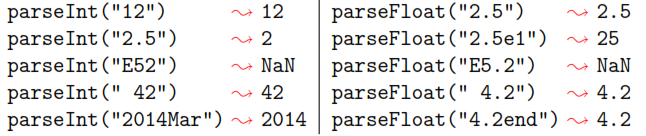 parseInt("12") ⤳ 12
parseInt("2.5") ⤳ 2
parseInt("E52") ⤳ NaN
parseInt(" 42") ⤳ 42
parseInt("2014Mar") ⤳ 2014
parseFloat("2.5") ⤳ 2.5
parseFloat("2.5e1") ⤳ 25
parseFloat("E5.2") ⤳ NaN
parseFloat(" 4.2") ⤳ 4.2
parseFloat("4.2end") ⤳ 4.2